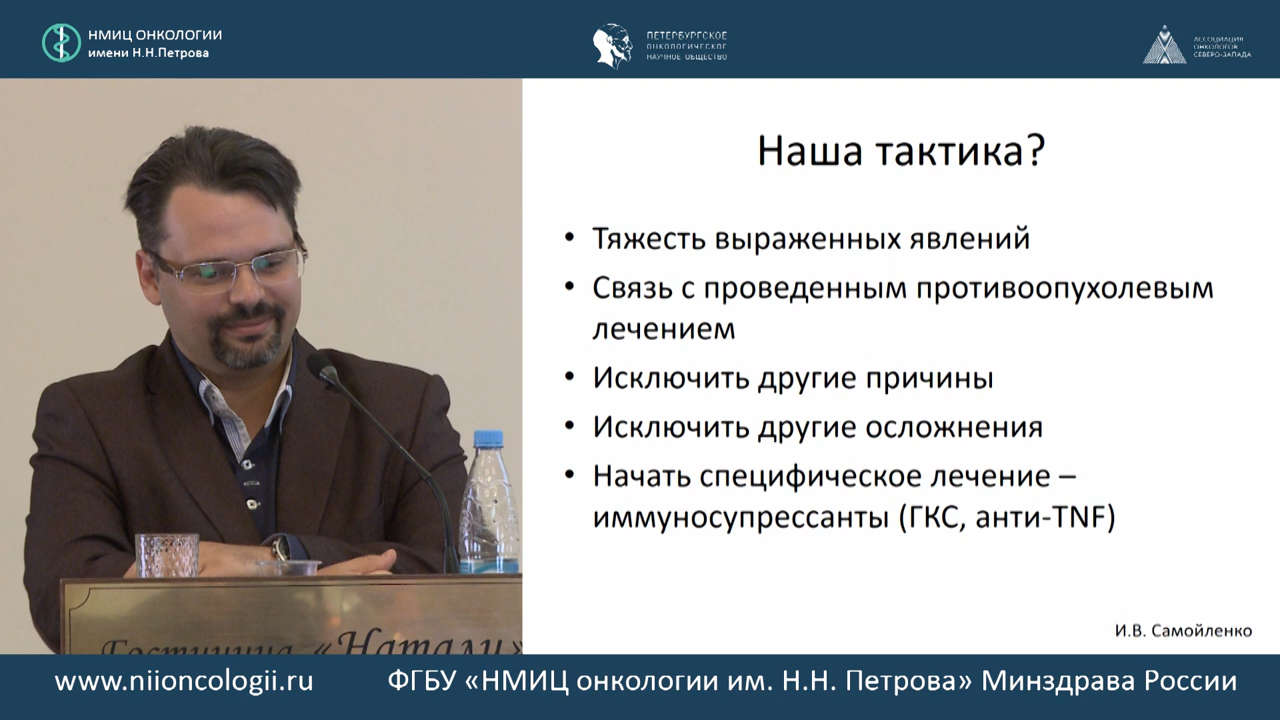 НМИЦ ОНКОЛОГИИ
имени Н.Н.Петрова
ПЕТЕРБУРГСКОЕ
ОНКОЛОГИЧЕСКОЕ
НАУЧНОЕ ОБЩЕСТВО
АССОЦИАЦИЯ
ОНКОЛОГОВ
СЕВЕРО-ЗАПАДА
Наша тактика?
• Тяжесть выраженных явлений
• Связь с проведенным противоопухолевым
лечением
• Исключить другие причины
• Исключить другие осложнения
• Начать специфическое лечение –
иммуносупрессанты (ГКС, анти-TNF)
И.В. Самойленко
Гостиница «Натали»
www.niioncologii.ru
ФГБУ «НМИЦ онкологии им. Н.Н. Петрова» Минздрава России